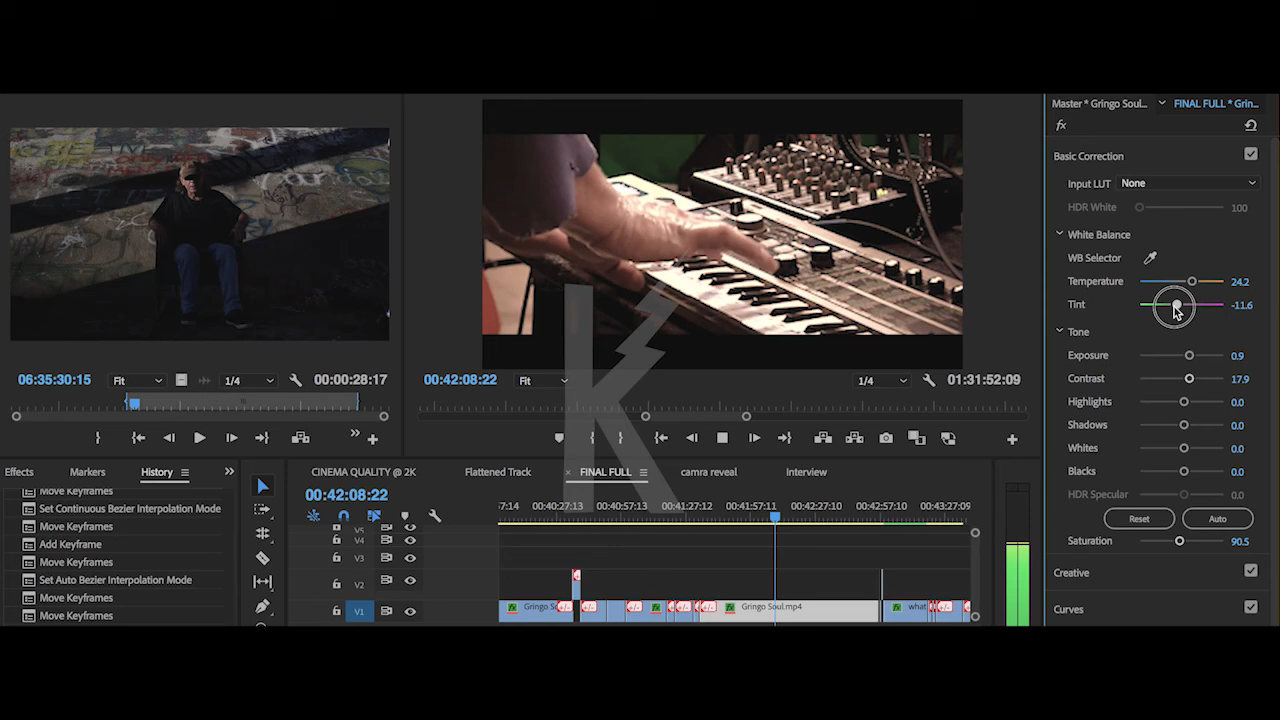 Master * Gringo Soul... FINAL FULL * Grin...
fx
Basic Correction
Input LUT None
HDR White 100
White Balance
WB Selector
Temperature 24.2
Tint -11.6
Tone
Exposure 0.9
Contrast 17.9
Highlights 0.0
Shadows 0.0
Whites 0.0
Blacks 0.0
HDR Specular 0.0
Reset Auto
Saturation 90.5
Creative
Curves
06:35:30:15 Fit 1/4 00:00:28:17
00:42:08:22 Fit 1/4 01:31:52:09
Effects Markers History
Move Keyframes
Set Continuous Bezier Interpolation Mode
Move Keyframes
Add Keyframe
Move Keyframes
Set Auto Bezier Interpolation Mode
Move Keyframes
Move Keyframes
CINEMA QUALITY @ 2K Flattened Track × FINAL FULL camra reveal Interview
00:42:08:22
7:14 00:40:27:13 00:40:57:13 00:41:27:12 00:41:57:11 00:42:27:10 00:42:57:10 00:43:27:09
V5
V4
V3
V2
V1
Gringo So
Gringo Soul.mp4
what
K